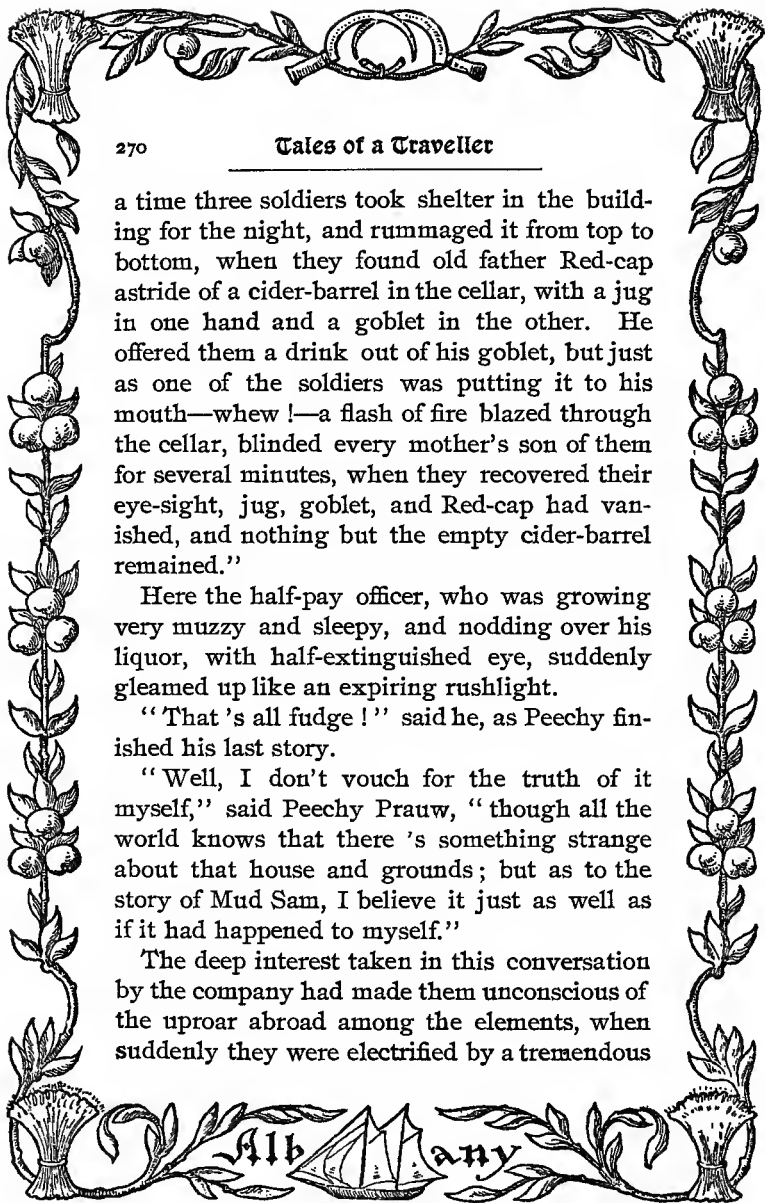 270 Tales of a Traveller
a time three soldiers took shelter in the build-
ing for the night, and rummaged it from top to
bottom, when they found old father Red-cap
astride of a cider-barrel in the cellar, with a jug
in one hand and a goblet in the other. He
offered them a drink out of his goblet, but just
as one of the soldiers was putting it to his
mouth—whew !—a flash of fire blazed through
the cellar, blinded every mother's son of them
for several minutes, when they recovered their
eye-sight, jug, goblet, and Red-cap had van-
ished, and nothing but the empty cider-barrel
remained."
Here the half-pay officer, who was growing
very muzzy and sleepy, and nodding over his
liquor, with half-extinguished eye, suddenly
gleamed up like an expiring rushlight.
"That 's all fudge !" said he, as Peechy fin-
ished his last story.
"Well, I don't vouch for the truth of it
myself," said Peechy Prauw, "though all the
world knows that there 's something strange
about that house and grounds ; but as to the
story of Mud Sam, I believe it just as well as
if it had happened to myself."
The deep interest taken in this conversation
by the company had made them unconscious of
the uproar abroad among the elements, when
suddenly they were electrified by a tremendous
Albany